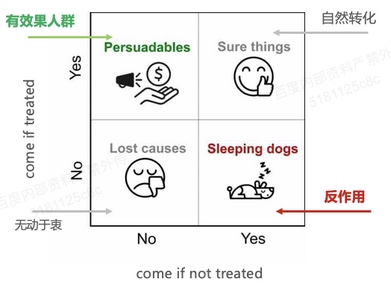 有效果人群
自然转化
Persuadables
Sure things
$
Yes
come if treated
Lost causes
Sleeping dogs
No
z z z
无动于衷
反作用
No
Yes
come if not treated
百度内部资料产禁外传
5181125c8c